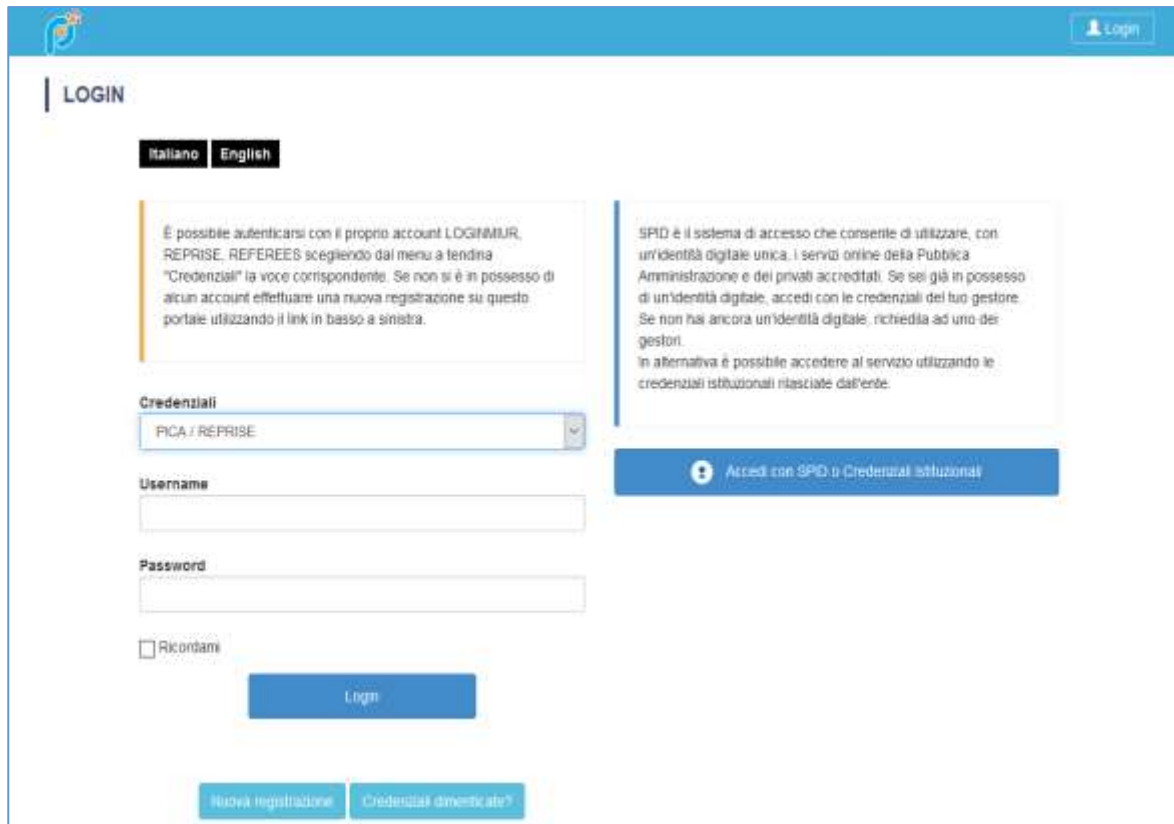 Login
LOGIN
Italiano English
È possibile autenticarsi con il proprio account LOGINMIUR,
REPRISE, REFEREES scegliendo dal menu a tendina
"Credenziali" la voce corrispondente. Se non si è in possesso di
alcun account effettuare una nuova registrazione su questo
portale utilizzando il link in basso a sinistra.
Credenziali
PICA / REPRISE
Username
Password
Ricordami
Login
Nuova registrazione Credenziali dimenticate?
SPID è il sistema di accesso che consente di utilizzare, con
un'identità digitale unica, i servizi online della Pubblica
Amministrazione e dei privati accreditati. Se sei già in possesso
di un'identità digitale, accedi con le credenziali del tuo gestore.
Se non hai ancora un'identità digitale, richiedila ad uno dei
gestori.
In alternativa è possibile accedere al servizio utilizzando le
credenziali istituzionali rilasciate dall'ente.
Accedi con SPID o Credenziali Istituzionali